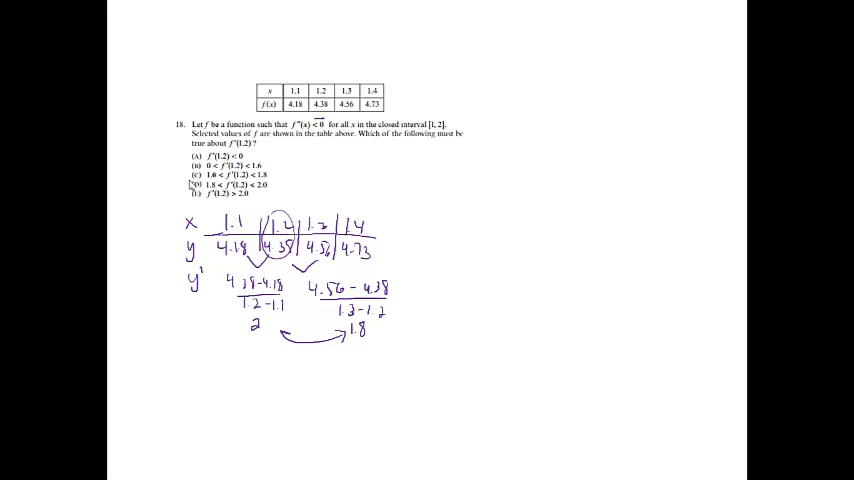 x 1.1 1.2 1.3 1.4
f(x) 4.18 4.38 4.56 4.73
18. Let f be a function such that f''(x) < 0 for all x in the closed interval [1, 2].
Selected values of f are shown in the table above. Which of the following must be
true about f'(1.2)?
(A) f'(1.2) < 0
(B) 0 < f'(1.2) < 1.6
(C) 1.6 < f'(1.2) < 1.8
(D) 1.8 < f'(1.2) < 2.0
(E) f'(1.2) > 2.0
x 1.1 1.2 1.3 1.4
y 4.18 4.38 4.56 4.73
y' 4.38-4.18 4.56-4.38
1.2-1.1 1.3-1.2
2 1.8